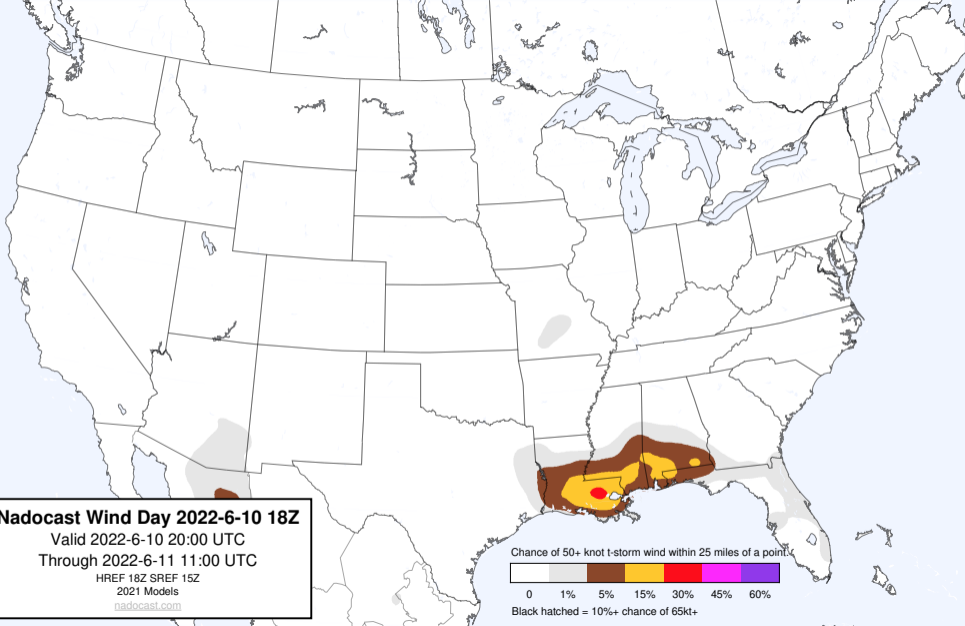 Nadocast Wind Day 2022-6-10 18Z
Valid 2022-6-10 20:00 UTC
Through 2022-6-11 11:00 UTC
HREF 18Z SREF 15Z
2021 Models
nadocast.com
Chance of 50+ knot t-storm wind within 25 miles of a point.
0 1% 5% 15% 30% 45% 60%
Black hatched = 10%+ chance of 65kt+